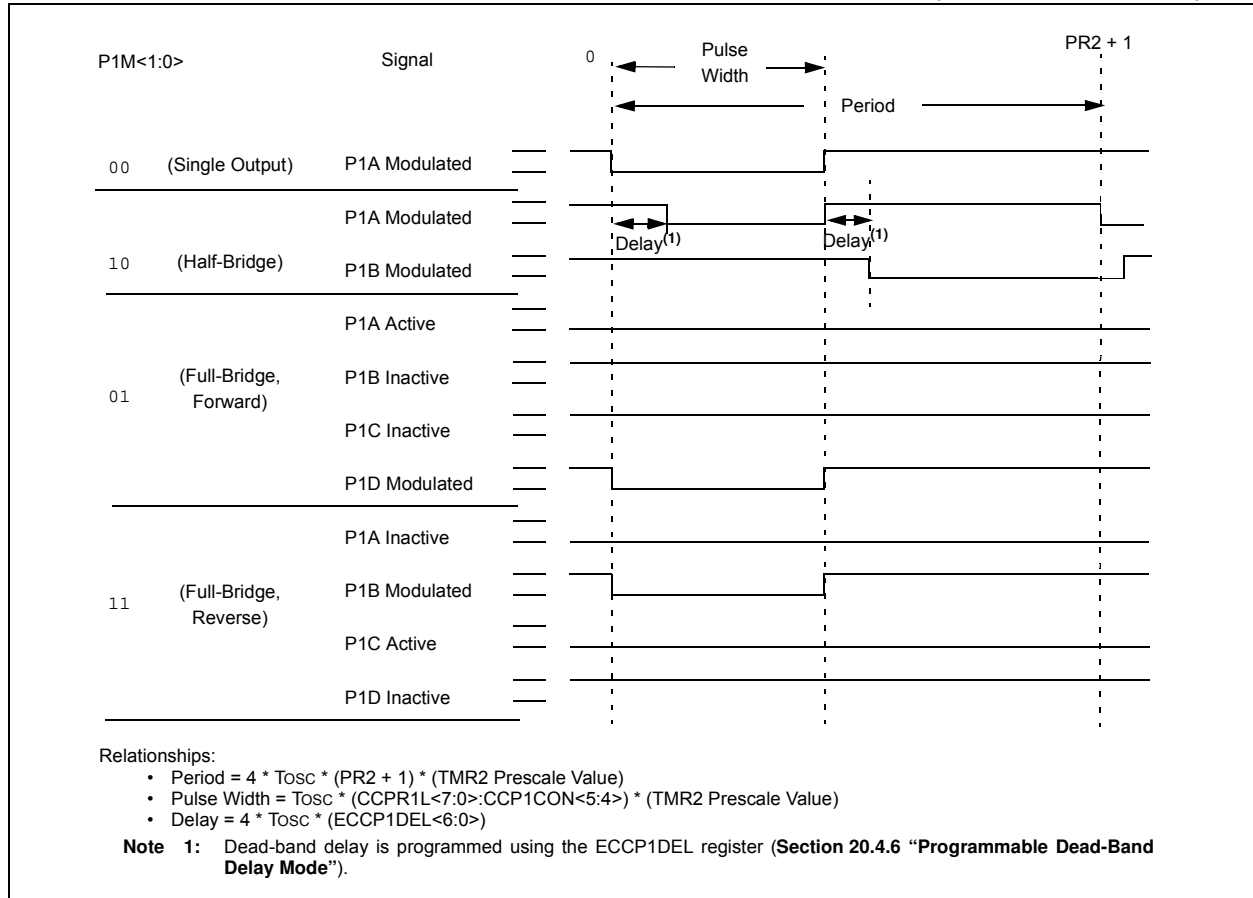 P1M<1:0>
Signal
0
Pulse
Width
PR2 + 1
Period
00 (Single Output) P1A Modulated
P1A Modulated
Delay(1) Delay(1)
10 (Half-Bridge) P1B Modulated
P1A Active
01 (Full-Bridge,
Forward)
P1B Inactive
P1C Inactive
P1D Modulated
P1A Inactive
11 (Full-Bridge,
Reverse)
P1B Modulated
P1C Active
P1D Inactive
Relationships:
• Period = 4 * TOSC * (PR2 + 1) * (TMR2 Prescale Value)
• Pulse Width = TOSC * (CCPR1L<7:0>:CCP1CON<5:4>) * (TMR2 Prescale Value)
• Delay = 4 * TOSC * (ECCP1DEL<6:0>)
Note 1: Dead-band delay is programmed using the ECCP1DEL register (Section 20.4.6 “Programmable Dead-Band
Delay Mode”).